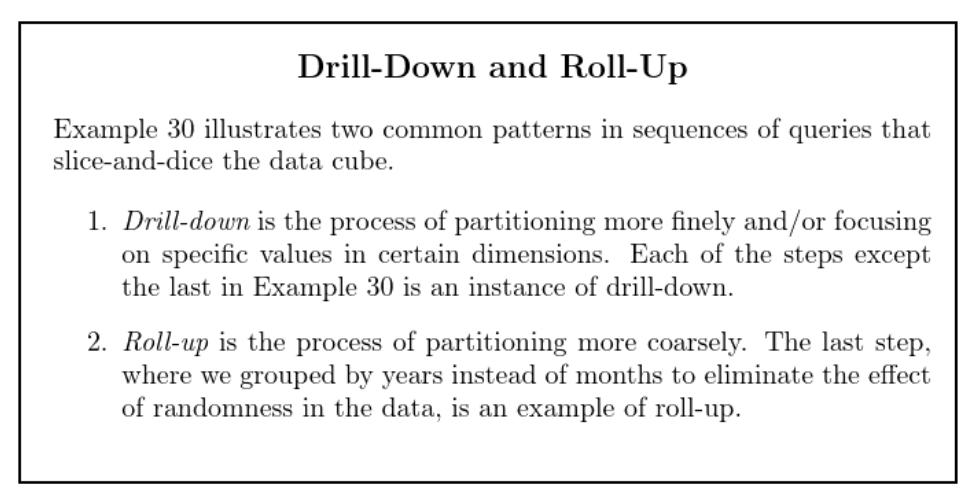 Drill-Down and Roll-Up
Example 30 illustrates two common patterns in sequences of queries that
slice-and-dice the data cube.
1. Drill-down is the process of partitioning more finely and/or focusing
on specific values in certain dimensions. Each of the steps except
the last in Example 30 is an instance of drill-down.
2. Roll-up is the process of partitioning more coarsely. The last step,
where we grouped by years instead of months to eliminate the effect
of randomness in the data, is an example of roll-up.